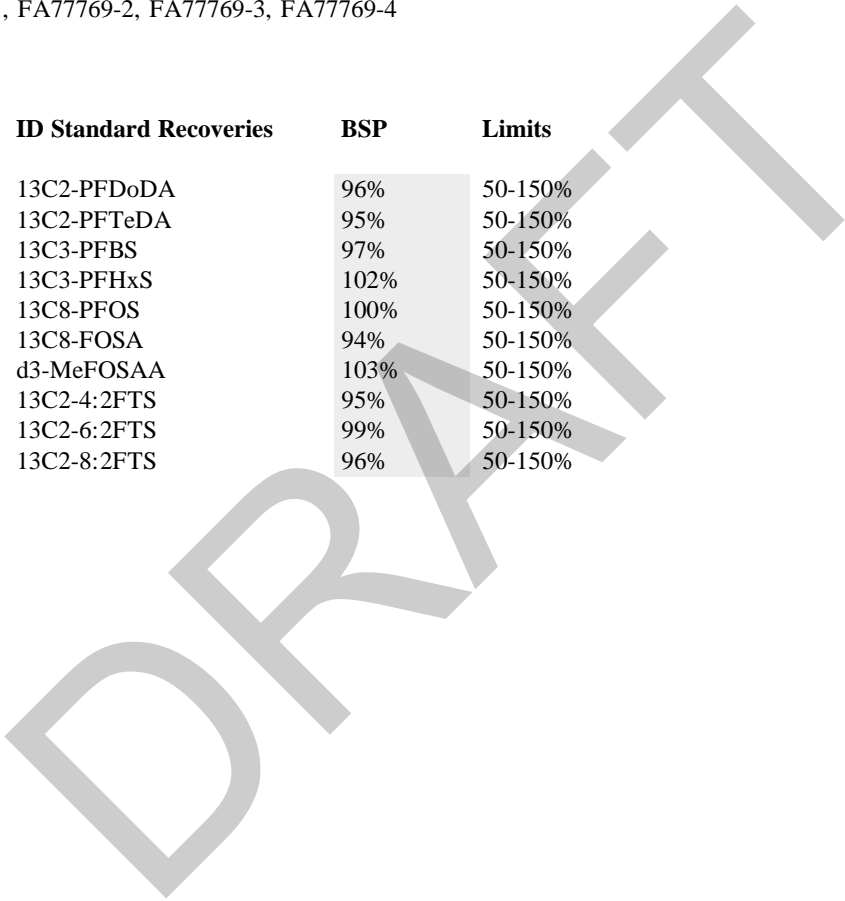 , FA77769-2, FA77769-3, FA77769-4
ID Standard Recoveries BSP Limits
13C2-PFDoDA 96% 50-150%
13C2-PFTeDA 95% 50-150%
13C3-PFBS 97% 50-150%
13C3-PFHxS 102% 50-150%
13C8-PFOS 100% 50-150%
13C8-FOSA 94% 50-150%
d3-MeFOSAA 103% 50-150%
13C2-4:2FTS 95% 50-150%
13C2-6:2FTS 99% 50-150%
13C2-8:2FTS 96% 50-150%
DRAFT